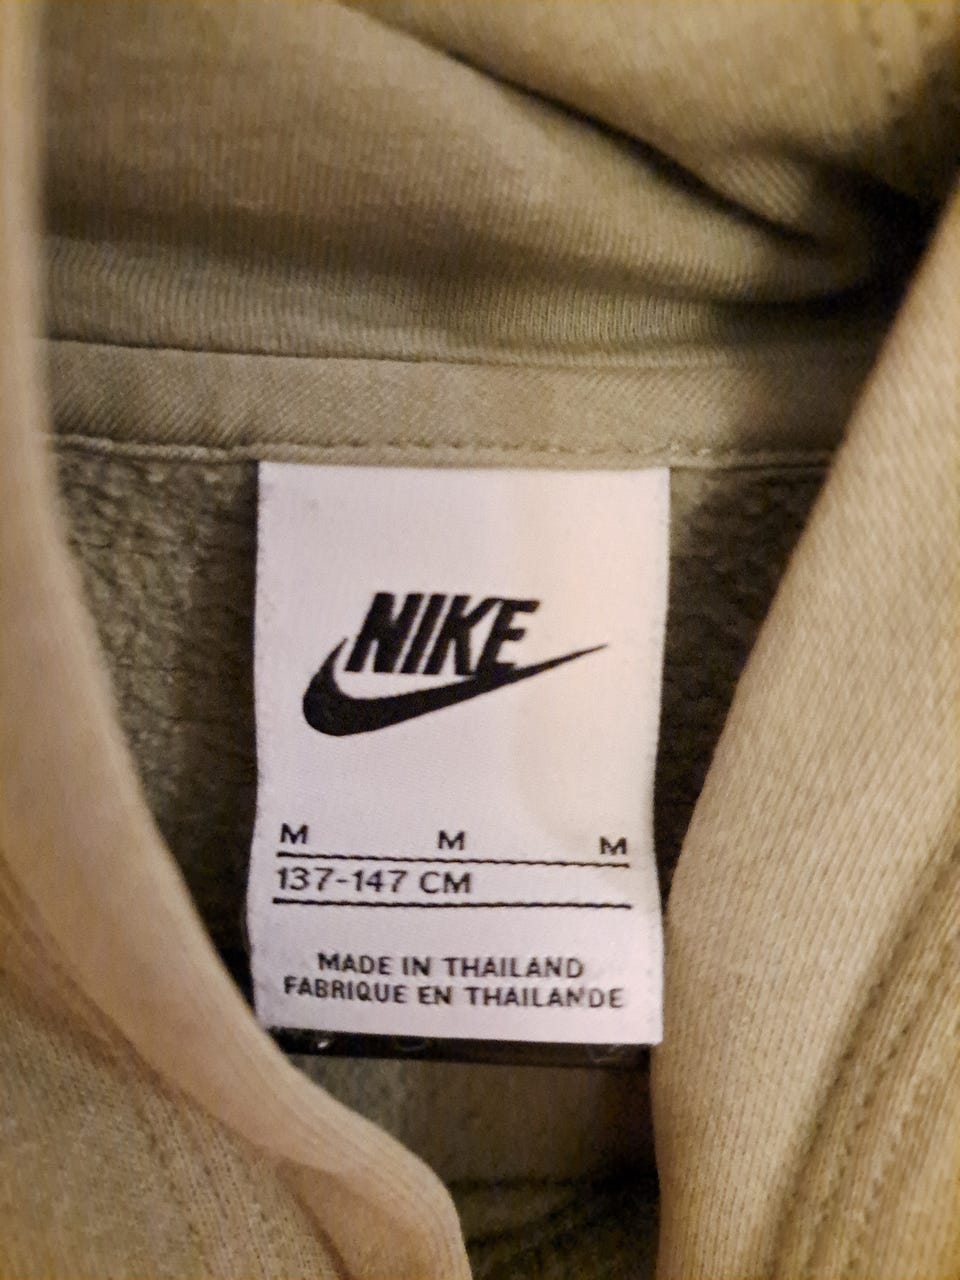 NIKE
M M M
137-147 CM
MADE IN THAILAND
FABRIQUE EN THAILANDE